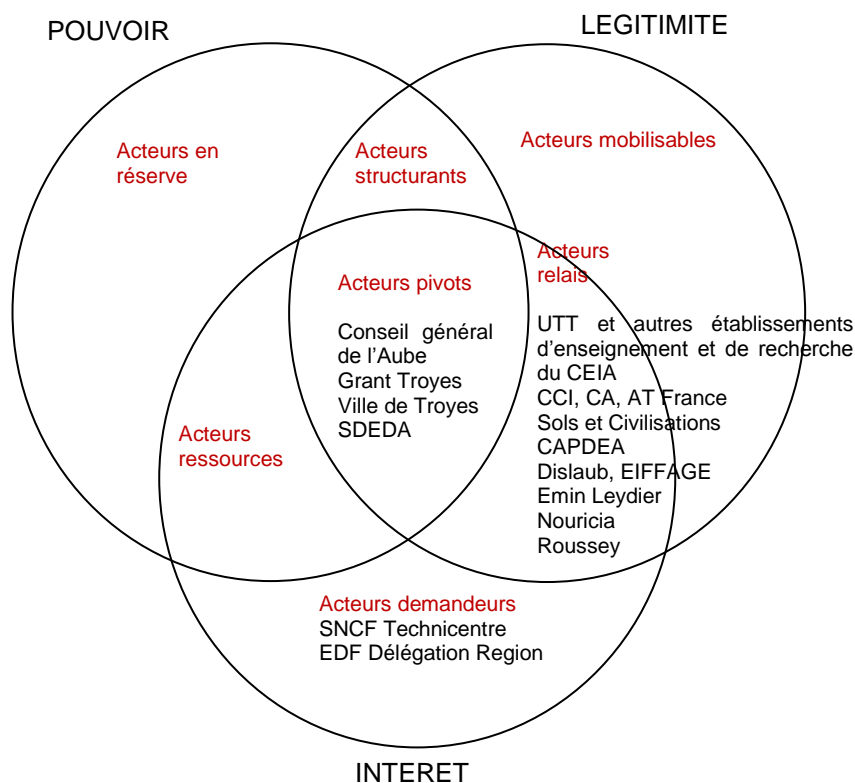 POUVOIR
LEGITIMITE
Acteurs en
réserve
Acteurs
structurants
Acteurs mobilisables
Acteurs pivots
Conseil général
de l'Aube
Grant Troyes
Ville de Troyes
SDEDA
Acteurs
relais
UTT et autres établissements
d'enseignement et de recherche
du CEIA
CCI, CA, AT France
Sols et Civilisations
CAPDEA
Dislaub, EIFFAGE
Emin Leydier
Nouricia
Roussey
Acteurs
ressources
Acteurs demandeurs
SNCF Technicentre
EDF Délégation Region
INTERET